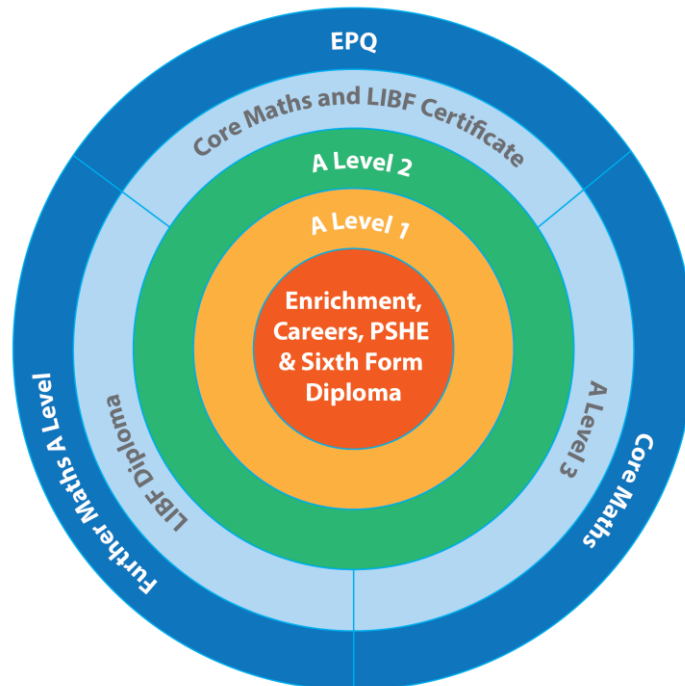 EPQ
Core Maths and LIBF Certificate
A Level 2
A Level 1
Enrichment,
Careers, PSHE
& Sixth Form
Diploma
Further Maths A Level
LIBF Diploma
A Level 3
Core Maths